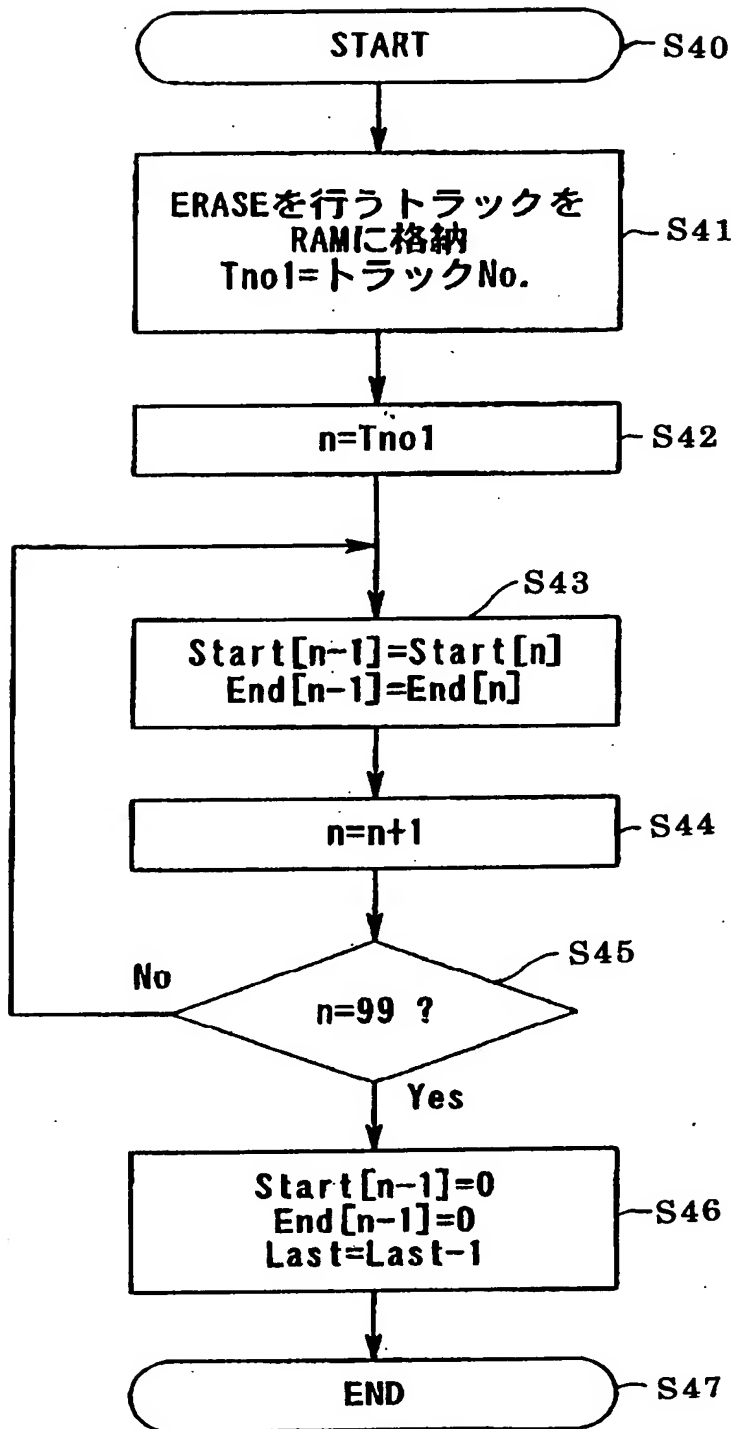 START
S40
ERASEを行うトラックを
RAMに格納
Tno1=トラックNo.
S41
n=Tno1
S42
S43
Start[n-1]=Start[n]
End[n-1]=End[n]
n=n+1
S44
S45
No
n=99 ?
Yes
Start[n-1]=0
End[n-1]=0
Last=Last-1
S46
END
S47